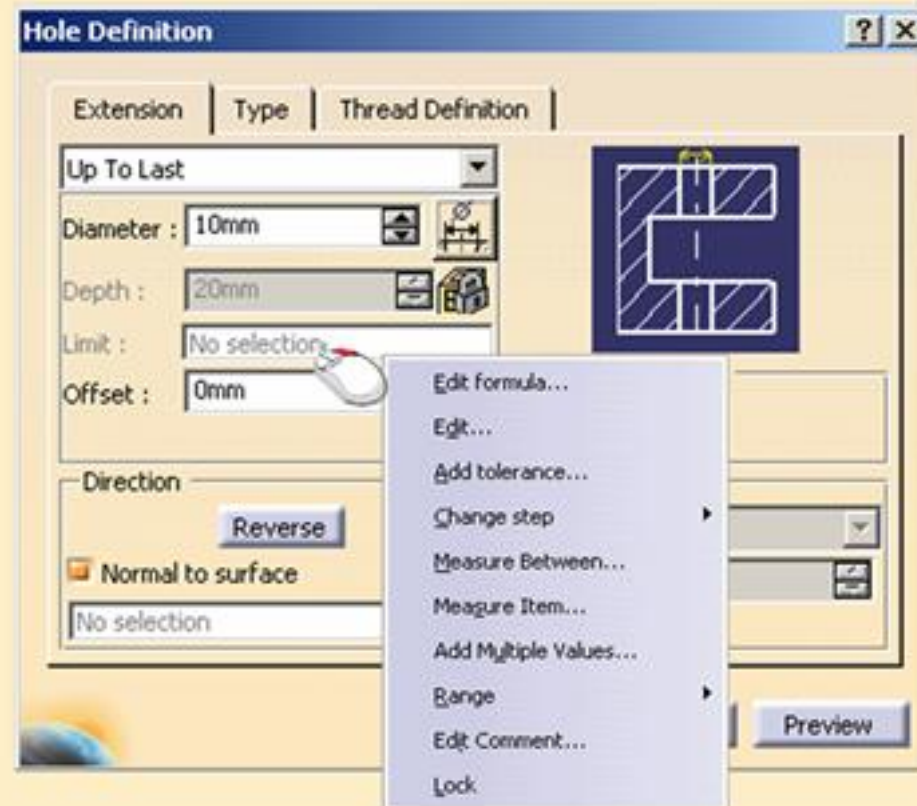 Hole Definition
Extension
Type
Thread Definition
Up To Last
Diameter : 10mm
Depth : 20mm
Limit : No selection
Offset : 0mm
Direction
Reverse
Normal to surface
No selection
Edit formula...
Edit...
Add tolerance...
Change step
Measure Between...
Measure Item...
Add Multiple Values...
Range
Edit Comment...
Lock
Preview